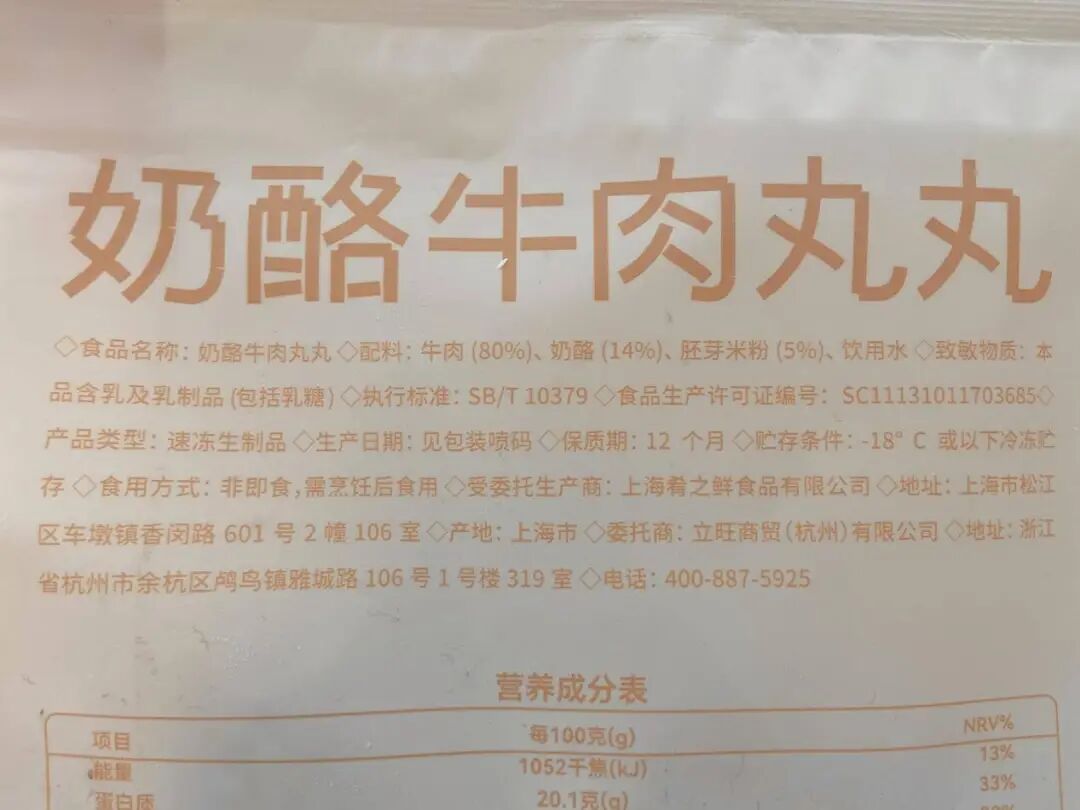 奶酪牛肉丸丸
◇食品名称：奶酪牛肉丸丸 ◇配料：牛肉 (80%)、奶酪 (14%)、胚芽米粉 (5%)、饮用水 ◇致敏物质：本
品含乳及乳制品 (包括乳糖) ◇执行标准：SB/T 10379 ◇食品生产许可证编号：SC11131011703685◇
产品类型：速冻生制品 ◇生产日期：见包装喷码 ◇保质期：12 个月 ◇贮存条件：-18°C 或以下冷冻贮
存 ◇食用方式：非即食,需烹饪后食用 ◇受委托生产商：上海肴之鲜食品有限公司 ◇地址：上海市松江
区车墩镇香闵路 601 号 2 幢 106 室 ◇产地：上海市 ◇委托商：立旺商贸（杭州）有限公司 ◇地址：浙江
省杭州市余杭区鸬鸟镇雅城路 106 号 1 号楼 319 室 ◇电话：400-887-5925
营养成分表
项目 每100克(g) NRV%
能量 1052千焦(kJ) 13%
蛋白质 20.1克(g) 33%